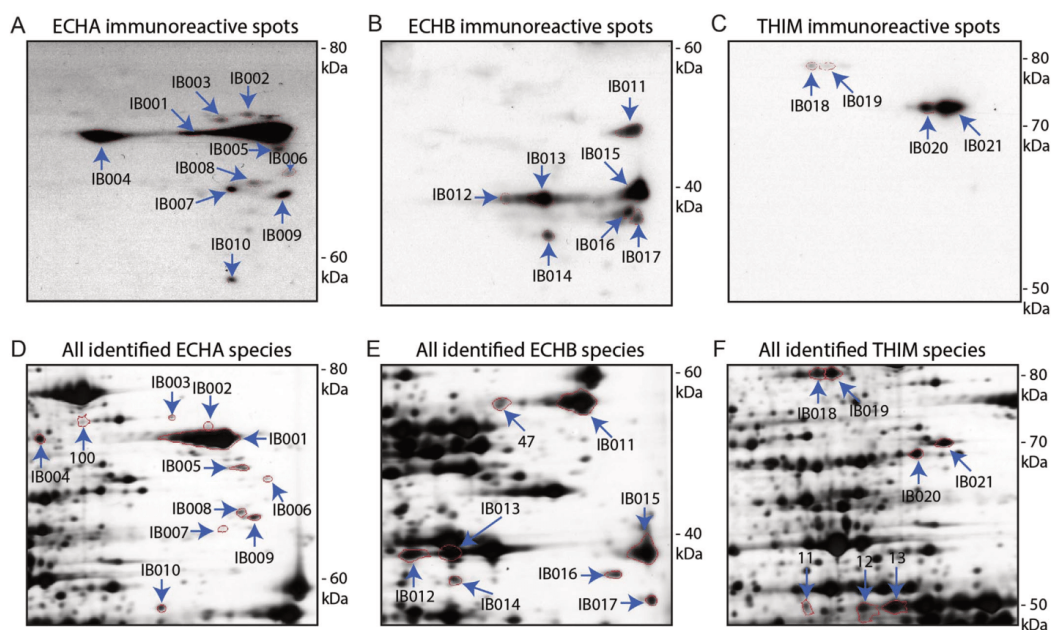 A ECHA immunoreactive spots
- 80 kDa
IB003
IB002
IB001
IB005
IB006
IB004
IB008
IB007
IB009
IB010
- 60 kDa
B ECHB immunoreactive spots
- 60 kDa
IB011
IB013
IB015
IB012
- 40 kDa
IB016
IB017
IB014
C THIM immunoreactive spots
- 80 kDa
IB018
IB019
- 70 kDa
IB020
IB021
- 50 kDa
D All identified ECHA species
- 80 kDa
IB003
IB002
IB001
100
IB004
IB005
IB006
IB008
IB007
IB009
IB010
- 60 kDa
E All identified ECHB species
- 60 kDa
47
IB011
IB013
IB015
- 40 kDa
IB016
IB012
IB014
IB017
F All identified THIM species
- 80 kDa
IB018
IB019
- 70 kDa
IB020
IB021
11
12
13
- 50 kDa